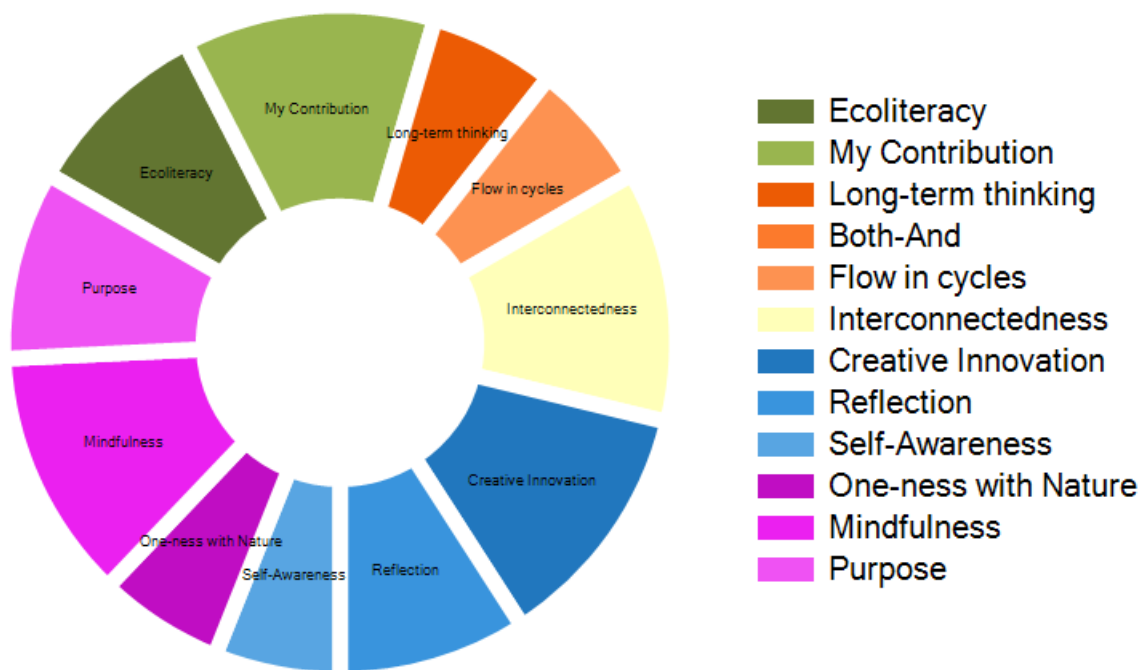 My Contribution
Long-term thinking
Ecoliteracy
Flow in cycles
Purpose
Interconnectedness
Mindfulness
Creative Innovation
One-ness with Nature
Self-Awareness
Reflection
Ecoliteracy
My Contribution
Long-term thinking
Both-And
Flow in cycles
Interconnectedness
Creative Innovation
Reflection
Self-Awareness
One-ness with Nature
Mindfulness
Purpose